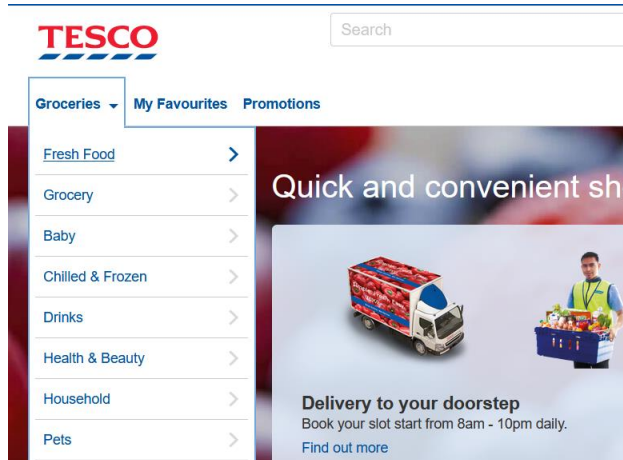 TESCO
Search
Groceries My Favourites Promotions
Fresh Food
Grocery
Baby
Chilled & Frozen
Drinks
Health & Beauty
Household
Pets
Quick and convenient sh
Delivery to your doorstep
Book your slot start from 8am - 10pm daily.
Find out more